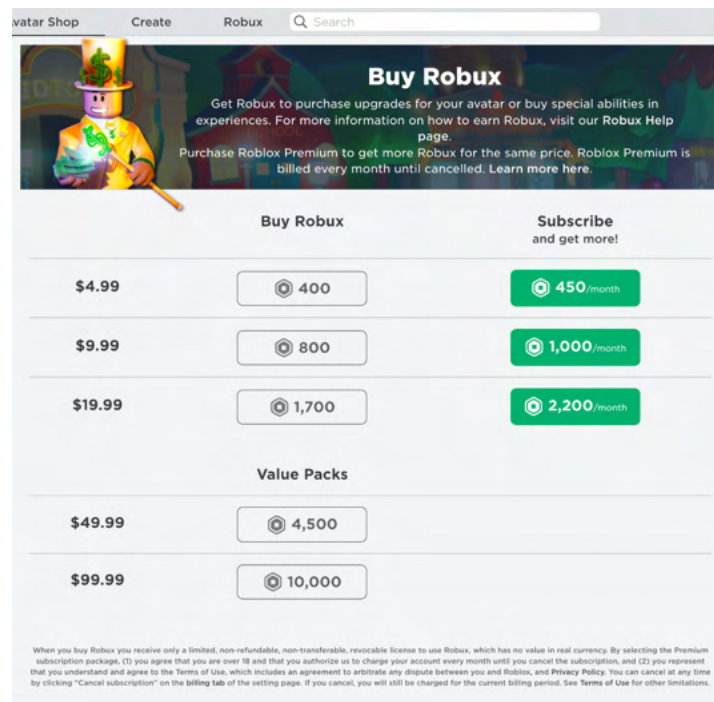 vatar Shop Create Robux Search
Buy Robux
Get Robux to purchase upgrades for your avatar or buy special abilities in
experiences. For more information on how to earn Robux, visit our Robux Help
page.
Purchase Roblox Premium to get more Robux for the same price. Roblox Premium is
billed every month until cancelled. Learn more here.
Buy Robux Subscribe
and get more!
$4.99 400 450/month
$9.99 800 1,000/month
$19.99 1,700 2,200/month
Value Packs
$49.99 4,500
$99.99 10,000
When you buy Robux you receive only a limited, non-refundable, non-transferable, revocable license to use Robux, which has no value in real currency. By selecting the Premium
subscription package, (1) you agree that you are over 18 and that you authorize us to charge your account every month until you cancel the subscription, and (2) you represent
that you understand and agree to the Terms of Use, which includes an agreement to arbitrate any dispute between you and Roblox, and Privacy Policy. You can cancel at any time
by clicking "Cancel subscription" on the billing tab of the setting page. If you cancel, you will still be charged for the current billing period. See Terms of Use for other limitations.